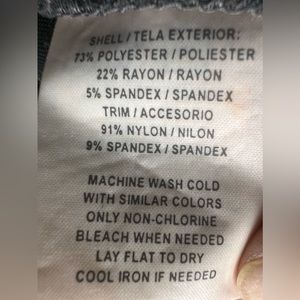 SHELL / TELA EXTERIOR:
73% POLYESTER / POLIESTER
22% RAYON / RAYON
5% SPANDEX / SPANDEX
TRIM / ACCESORIO
91% NYLON / NILON
9% SPANDEX / SPANDEX
MACHINE WASH COLD
WITH SIMILAR COLORS
ONLY NON-CHLORINE
BLEACH WHEN NEEDED
LAY FLAT TO DRY
COOL IRON IF NEEDED